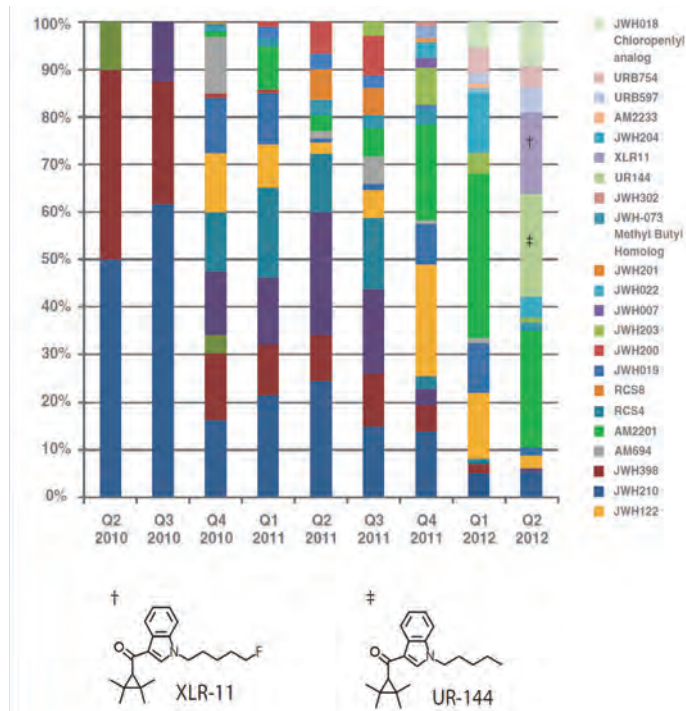 100%
90%
80%
70%
60%
50%
40%
30%
20%
10%
0%
Q2 Q3 Q4 Q1 Q2 Q3 Q4 Q1 Q2
2010 2010 2010 2011 2011 2011 2011 2012 2012
†
‡
JWH018
Chloropentyl
analog
URB754
URB597
AM2233
JWH204
XLR11
UR144
JWH302
JWH-073
Methyl Butyl
Homolog
JWH201
JWH022
JWH007
JWH203
JWH200
JWH019
RCS8
RCS4
AM2201
AM694
JWH398
JWH210
JWH122
† ‡
O N F O N
XLR-11 UR-144